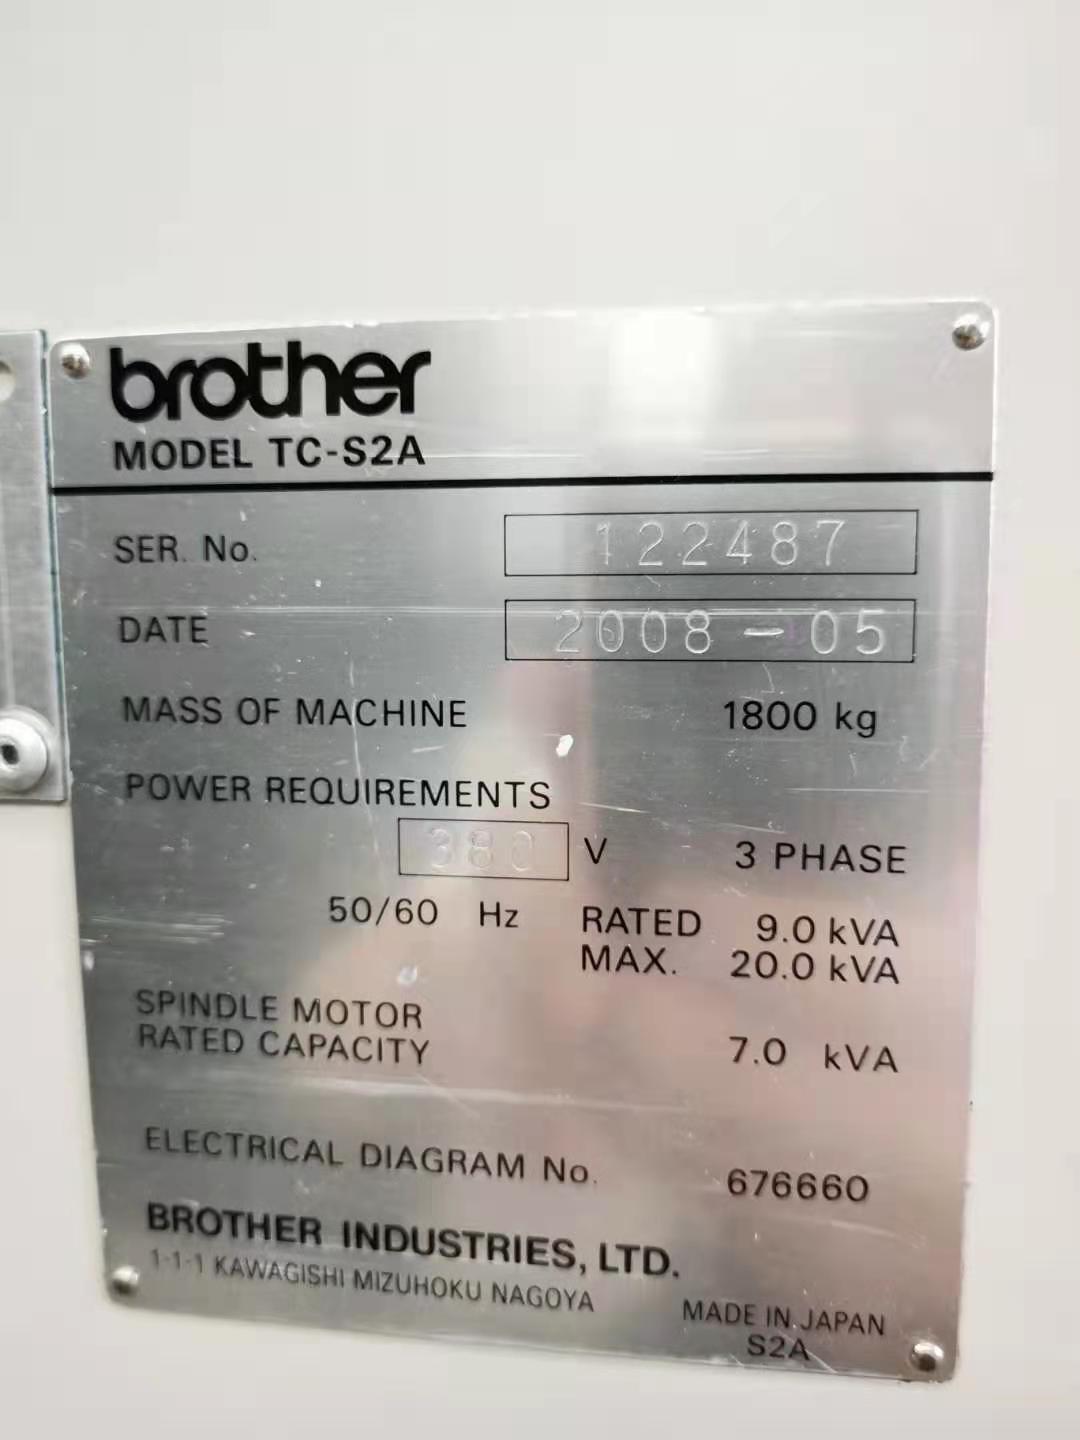 brother
MODEL TC-S2A
SER. No. 122487
DATE 2008-05
MASS OF MACHINE 1800 kg
POWER REQUIREMENTS
380 V 3 PHASE
50/60 Hz RATED 9.0 kVA
MAX. 20.0 kVA
SPINDLE MOTOR
RATED CAPACITY 7.0 kVA
ELECTRICAL DIAGRAM No. 676660
BROTHER INDUSTRIES, LTD.
1-1-1 KAWAGISHI MIZUHOKU NAGOYA
MADE IN JAPAN
S2A